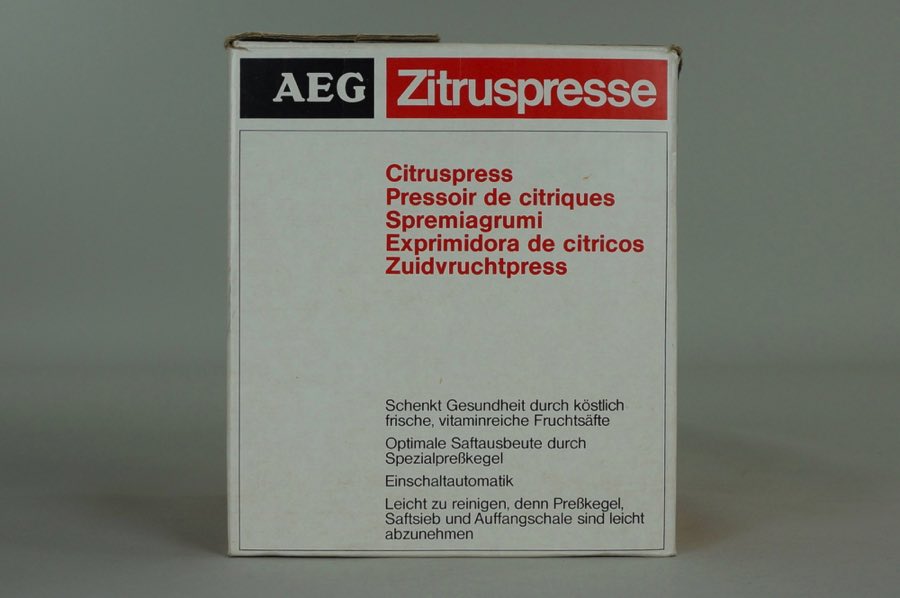 AEG Zitruspresse
Citruspress
Pressoir de citriques
Spremiagrumi
Exprimidora de citricos
Zuidvruchtpress
Schenkt Gesundheit durch köstlich
frische, vitaminreiche Fruchtsäfte
Optimale Saftausbeute durch
Spezialpreßkegel
Einschaltautomatik
Leicht zu reinigen, denn Preßkegel,
Saftsieb und Auffangschale sind leicht
abzunehmen